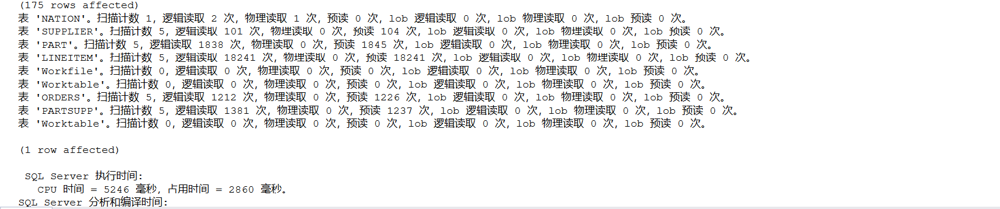 (175 rows affected)
表 'NATION'。扫描计数 1，逻辑读取 2 次，物理读取 1 次，预读 0 次，lob 逻辑读取 0 次，lob 物理读取 0 次，lob 预读 0 次。
表 'SUPPLIER'。扫描计数 5，逻辑读取 101 次，物理读取 0 次，预读 104 次，lob 逻辑读取 0 次，lob 物理读取 0 次，lob 预读 0 次。
表 'PART'。扫描计数 5，逻辑读取 1838 次，物理读取 0 次，预读 1845 次，lob 逻辑读取 0 次，lob 物理读取 0 次，lob 预读 0 次。
表 'LINEITEM'。扫描计数 5，逻辑读取 18241 次，物理读取 0 次，预读 18241 次，lob 逻辑读取 0 次，lob 物理读取 0 次，lob 预读 0 次。
表 'Workfile'。扫描计数 0，逻辑读取 0 次，物理读取 0 次，预读 0 次，lob 逻辑读取 0 次，lob 物理读取 0 次，lob 预读 0 次。
表 'Worktable'。扫描计数 0，逻辑读取 0 次，物理读取 0 次，预读 0 次，lob 逻辑读取 0 次，lob 物理读取 0 次，lob 预读 0 次。
表 'ORDERS'。扫描计数 5，逻辑读取 1212 次，物理读取 0 次，预读 1226 次，lob 逻辑读取 0 次，lob 物理读取 0 次，lob 预读 0 次。
表 'PARTSUPP'。扫描计数 5，逻辑读取 1381 次，物理读取 0 次，预读 1237 次，lob 逻辑读取 0 次，lob 物理读取 0 次，lob 预读 0 次。
表 'Worktable'。扫描计数 0，逻辑读取 0 次，物理读取 0 次，预读 0 次，lob 逻辑读取 0 次，lob 物理读取 0 次，lob 预读 0 次。
(1 row affected)
SQL Server 执行时间:
CPU 时间 = 5246 毫秒，占用时间 = 2860 毫秒。
SQL Server 分析和编译时间: